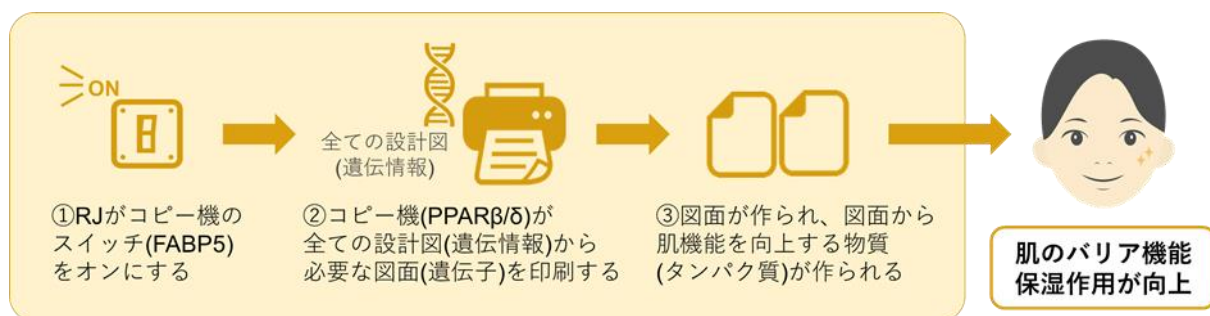 ON
全ての設計図
(遺伝情報)
①RJがコピー機の
スイッチ(FABP5)
をオンにする
②コピー機(PPARβ/δ)が
全ての設計図(遺伝情報)から
必要な図面(遺伝子)を印刷する
③図面が作られ、図面から
肌機能を向上する物質
(タンパク質)が作られる
肌のバリア機能
保湿作用が向上